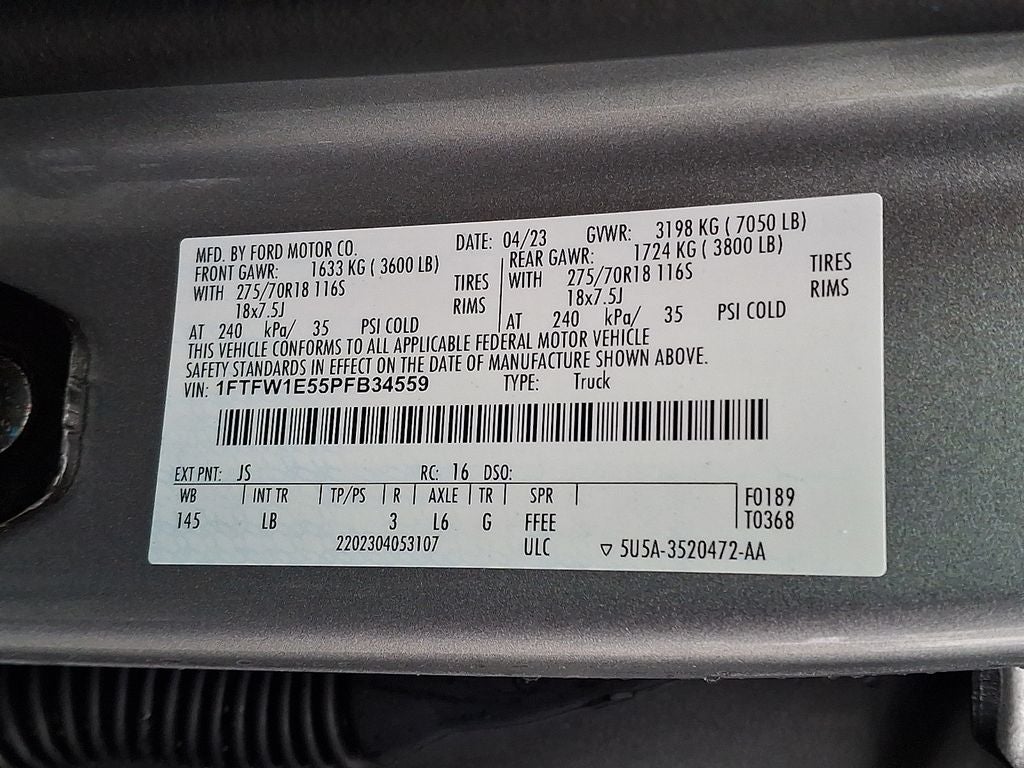 MFD. BY FORD MOTOR CO. DATE: 04/23 GVWR: 3198 KG ( 7050 LB)
FRONT GAWR: 1633 KG ( 3600 LB) REAR GAWR: 1724 KG ( 3800 LB)
WITH 275/70R18 116S TIRES WITH 275/70R18 116S TIRES
18x7.5J RIMS 18x7.5J RIMS
AT 240 kPa/ 35 PSI COLD AT 240 kPa/ 35 PSI COLD
THIS VEHICLE CONFORMS TO ALL APPLICABLE FEDERAL MOTOR VEHICLE
SAFETY STANDARDS IN EFFECT ON THE DATE OF MANUFACTURE SHOWN ABOVE.
VIN: 1FTFW1E55PFB34559 TYPE: Truck
EXT PNT: JS RC: 16 DSO:
WB INT TR TP/PS R AXLE TR SPR F0189
145 LB 3 L6 G FFEE T0368
2202304053107 ULC ▽ 5U5A-3520472-AA